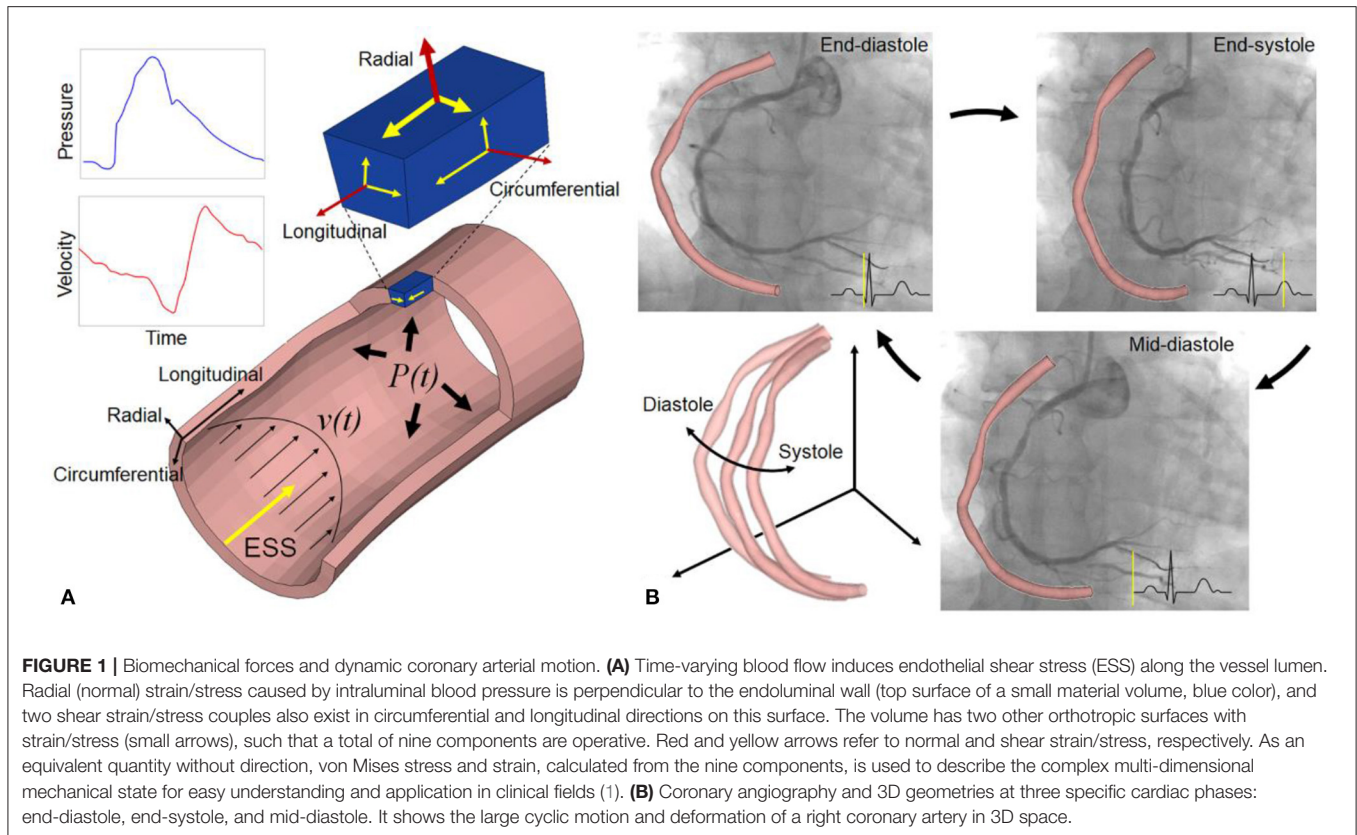 Pressure
Velocity
Time
Radial
Circumferential
Longitudinal
Longitudinal
Radial
Circumferential
v(t)
P(t)
ESS
A
End-diastole
End-systole
Mid-diastole
Diastole
Systole
B
FIGURE 1 | Biomechanical forces and dynamic coronary arterial motion. (A) Time-varying blood flow induces endothelial shear stress (ESS) along the vessel lumen.
Radial (normal) strain/stress caused by intraluminal blood pressure is perpendicular to the endoluminal wall (top surface of a small material volume, blue color), and
two shear strain/stress couples also exist in circumferential and longitudinal directions on this surface. The volume has two other orthotropic surfaces with
strain/stress (small arrows), such that a total of nine components are operative. Red and yellow arrows refer to normal and shear strain/stress, respectively. As an
equivalent quantity without direction, von Mises stress and strain, calculated from the nine components, is used to describe the complex multi-dimensional
mechanical state for easy understanding and application in clinical fields (1). (B) Coronary angiography and 3D geometries at three specific cardiac phases:
end-diastole, end-systole, and mid-diastole. It shows the large cyclic motion and deformation of a right coronary artery in 3D space.